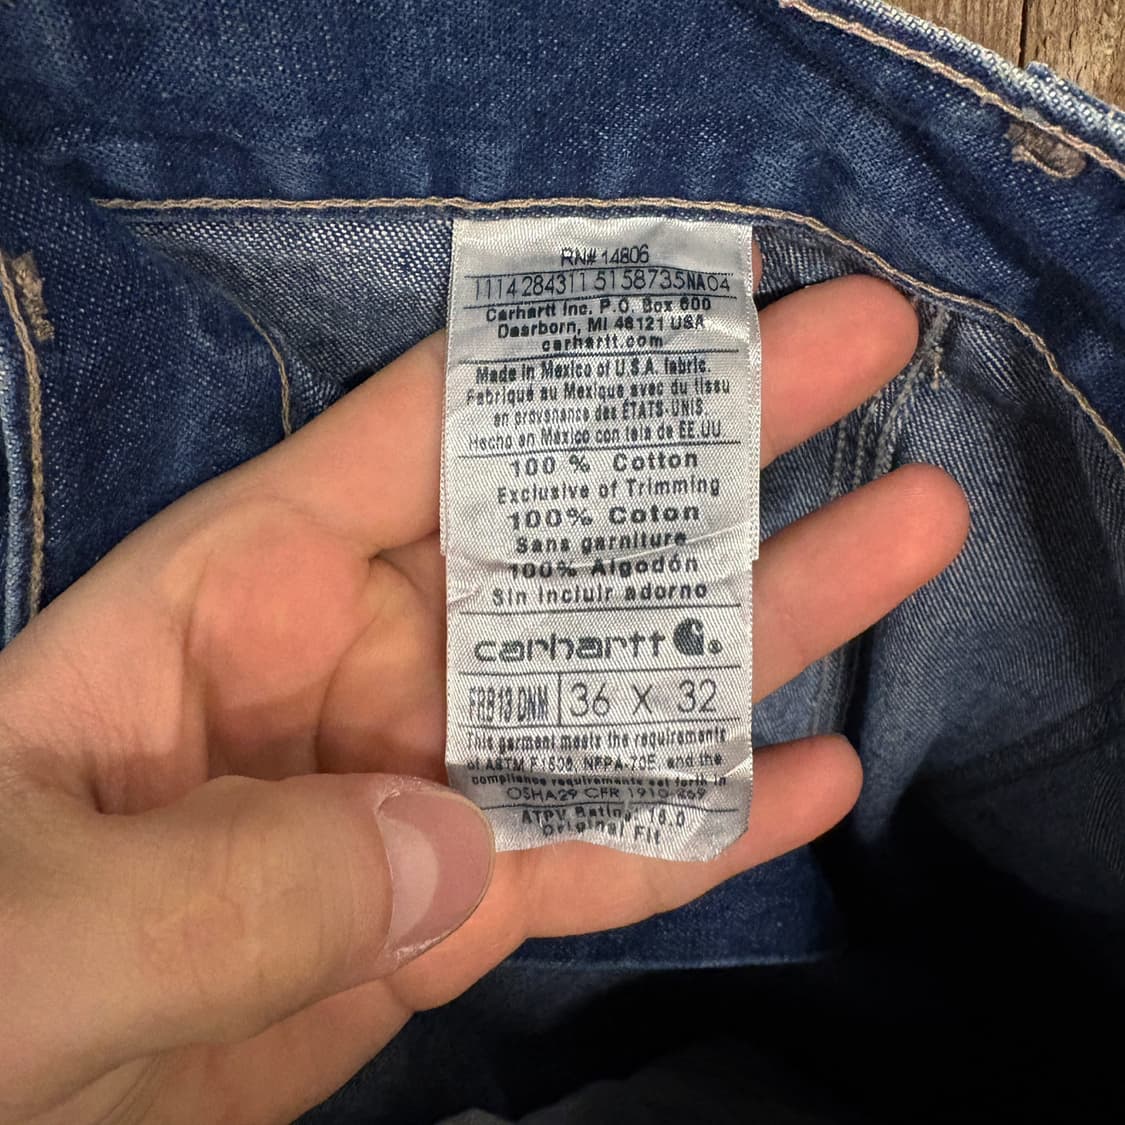 RN# 14806
1114284311 5158735NA04
Carhartt Inc. P.O. Box 600
Dearborn, MI 48121 USA
carhartt.com
Made in Mexico of U.S.A. fabric.
Fabriqué au Mexique avec du tissu
en provenance des ÉTATS-UNIS
Hecho en México con tela de EE.UU
100 % Cotton
Exclusive of Trimming
100% Coton
Sans garniture
100% Algodón
Sin incluir adorno
carhartt
FRB13 DNM 36 X 32
This garment meets the requirements
of ASTM F1506, NFPA-70E, and the
compliance requirements set forth in
OSHA29 CFR 1910-269
ATPV Rating: 16.0
Original Fit